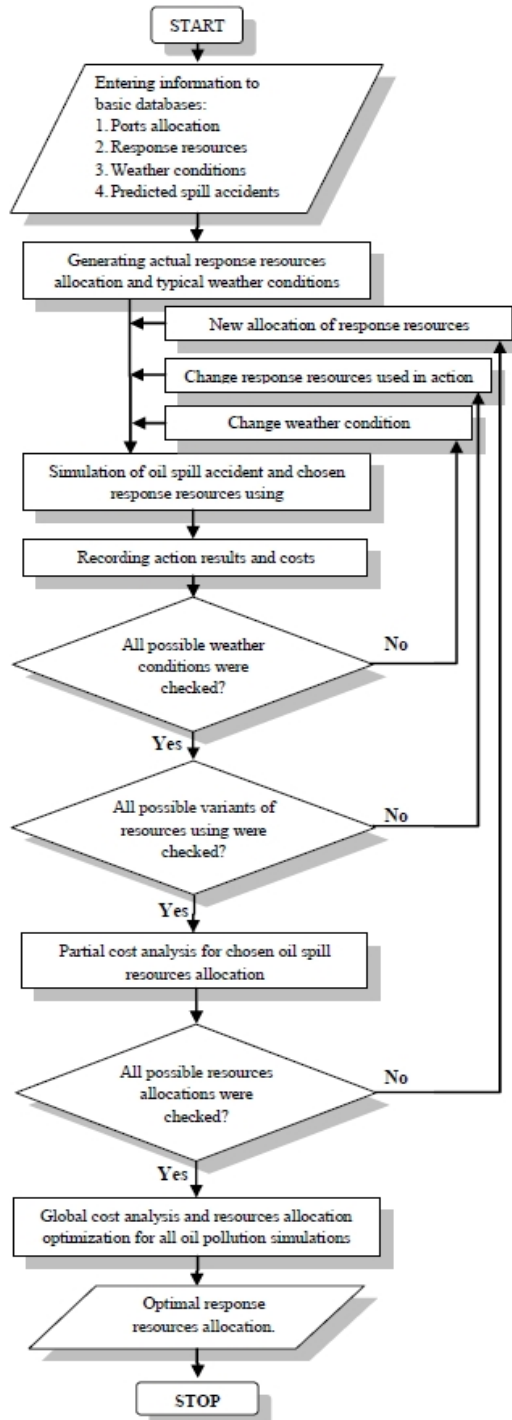 START
Entering information to
basic databases:
1. Ports allocation
2. Response resources
3. Weather conditions
4. Predicted spill accidents
Generating actual response resources
allocation and typical weather conditions
New allocation of response resources
Change response resources used in action
Change weather condition
Simulation of oil spill accident and chosen
response resources using
Recording action results and costs
All possible weather
conditions were
checked?
No
Yes
All possible variants of
resources using were
checked?
No
Yes
Partial cost analysis for chosen oil spill
resources allocation
All possible resources
allocations were
checked?
No
Yes
Global cost analysis and resources allocation
optimization for all oil pollution simulations
Optimal response
resources allocation.
STOP